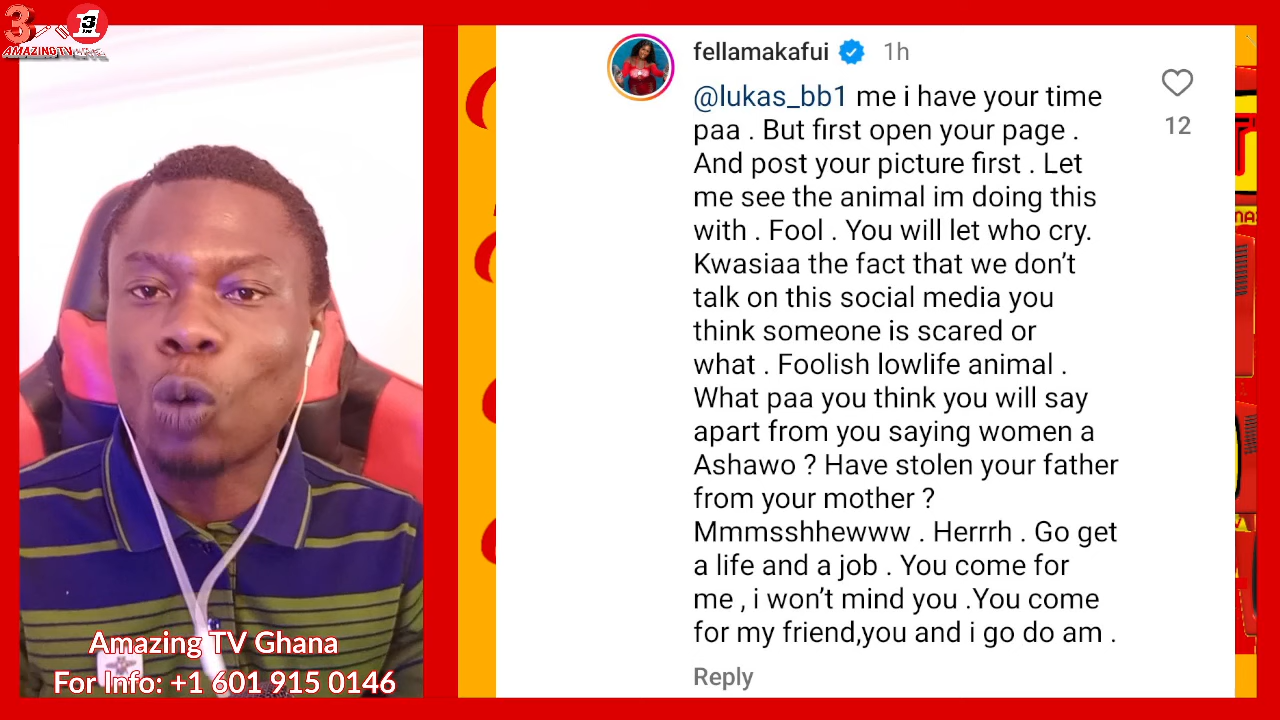 3
13
AMAZING TV LIVE
fellamakafui 1h
@lukas_bb1 me i have your time
paa . But first open your page .
And post your picture first . Let
me see the animal im doing this
with . Fool . You will let who cry.
Kwasiaa the fact that we don’t
talk on this social media you
think someone is scared or
what . Foolish lowlife animal .
What paa you think you will say
apart from you saying women a
Ashawo ? Have stolen your father
from your mother ?
Mmmsshhewww . Herrrh . Go get
a life and a job . You come for
me , i won’t mind you .You come
for my friend,you and i go do am .
Reply
12
Amazing TV Ghana
For Info: +1 601 915 0146